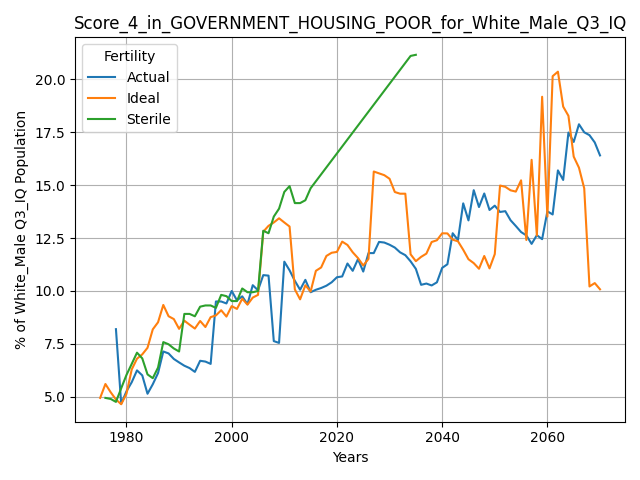 Score_4_in_GOVERNMENT_HOUSING_POOR_for_White_Male_Q3_IQ
Fertility
Actual
Ideal
Sterile
% of White_Male Q3_IQ Population
20.0
17.5
15.0
12.5
10.0
7.5
5.0
1980 2000 2020 2040 2060
Years